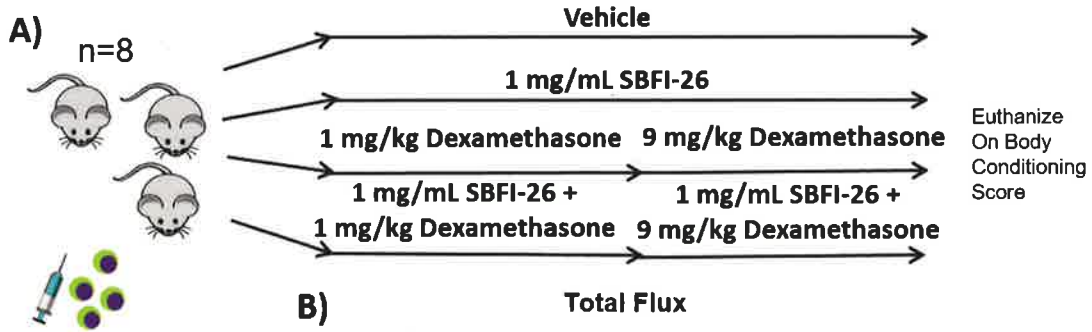 A)
n=8
Vehicle
1 mg/mL SBFI-26
1 mg/kg Dexamethasone
9 mg/kg Dexamethasone
1 mg/mL SBFI-26 +
1 mg/kg Dexamethasone
1 mg/mL SBFI-26 +
9 mg/kg Dexamethasone
Euthanize
On Body
Conditioning
Score
B)
Total Flux